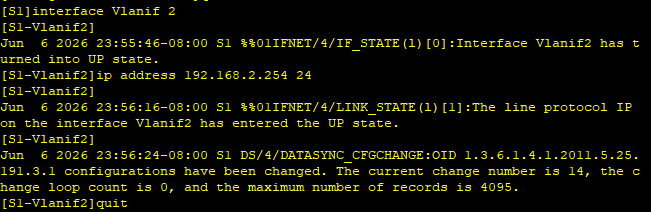 [S1]interface Vlanif 2
[S1-Vlanif2]
Jun  6 2026 23:55:46-08:00 S1 %%01IFNET/4/IF_STATE(l)[0]:Interface Vlanif2 has t
urned into UP state.
[S1-Vlanif2]ip address 192.168.2.254 24
[S1-Vlanif2]
Jun  6 2026 23:56:16-08:00 S1 %%01IFNET/4/LINK_STATE(l)[1]:The line protocol IP
on the interface Vlanif2 has entered the UP state.
[S1-Vlanif2]
Jun  6 2026 23:56:24-08:00 S1 DS/4/DATASYNC_CFGCHANGE:OID 1.3.6.1.4.1.2011.5.25.
191.3.1 configurations have been changed. The current change number is 14, the c
hange loop count is 0, and the maximum number of records is 4095.
[S1-Vlanif2]quit